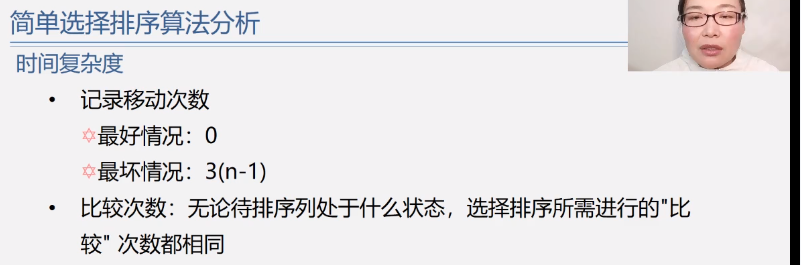 简单选择排序算法分析
时间复杂度
• 记录移动次数
✡最好情况：0
✡最坏情况：3(n-1)
• 比较次数：无论待排序列处于什么状态，选择排序所需进行的"比
较" 次数都相同